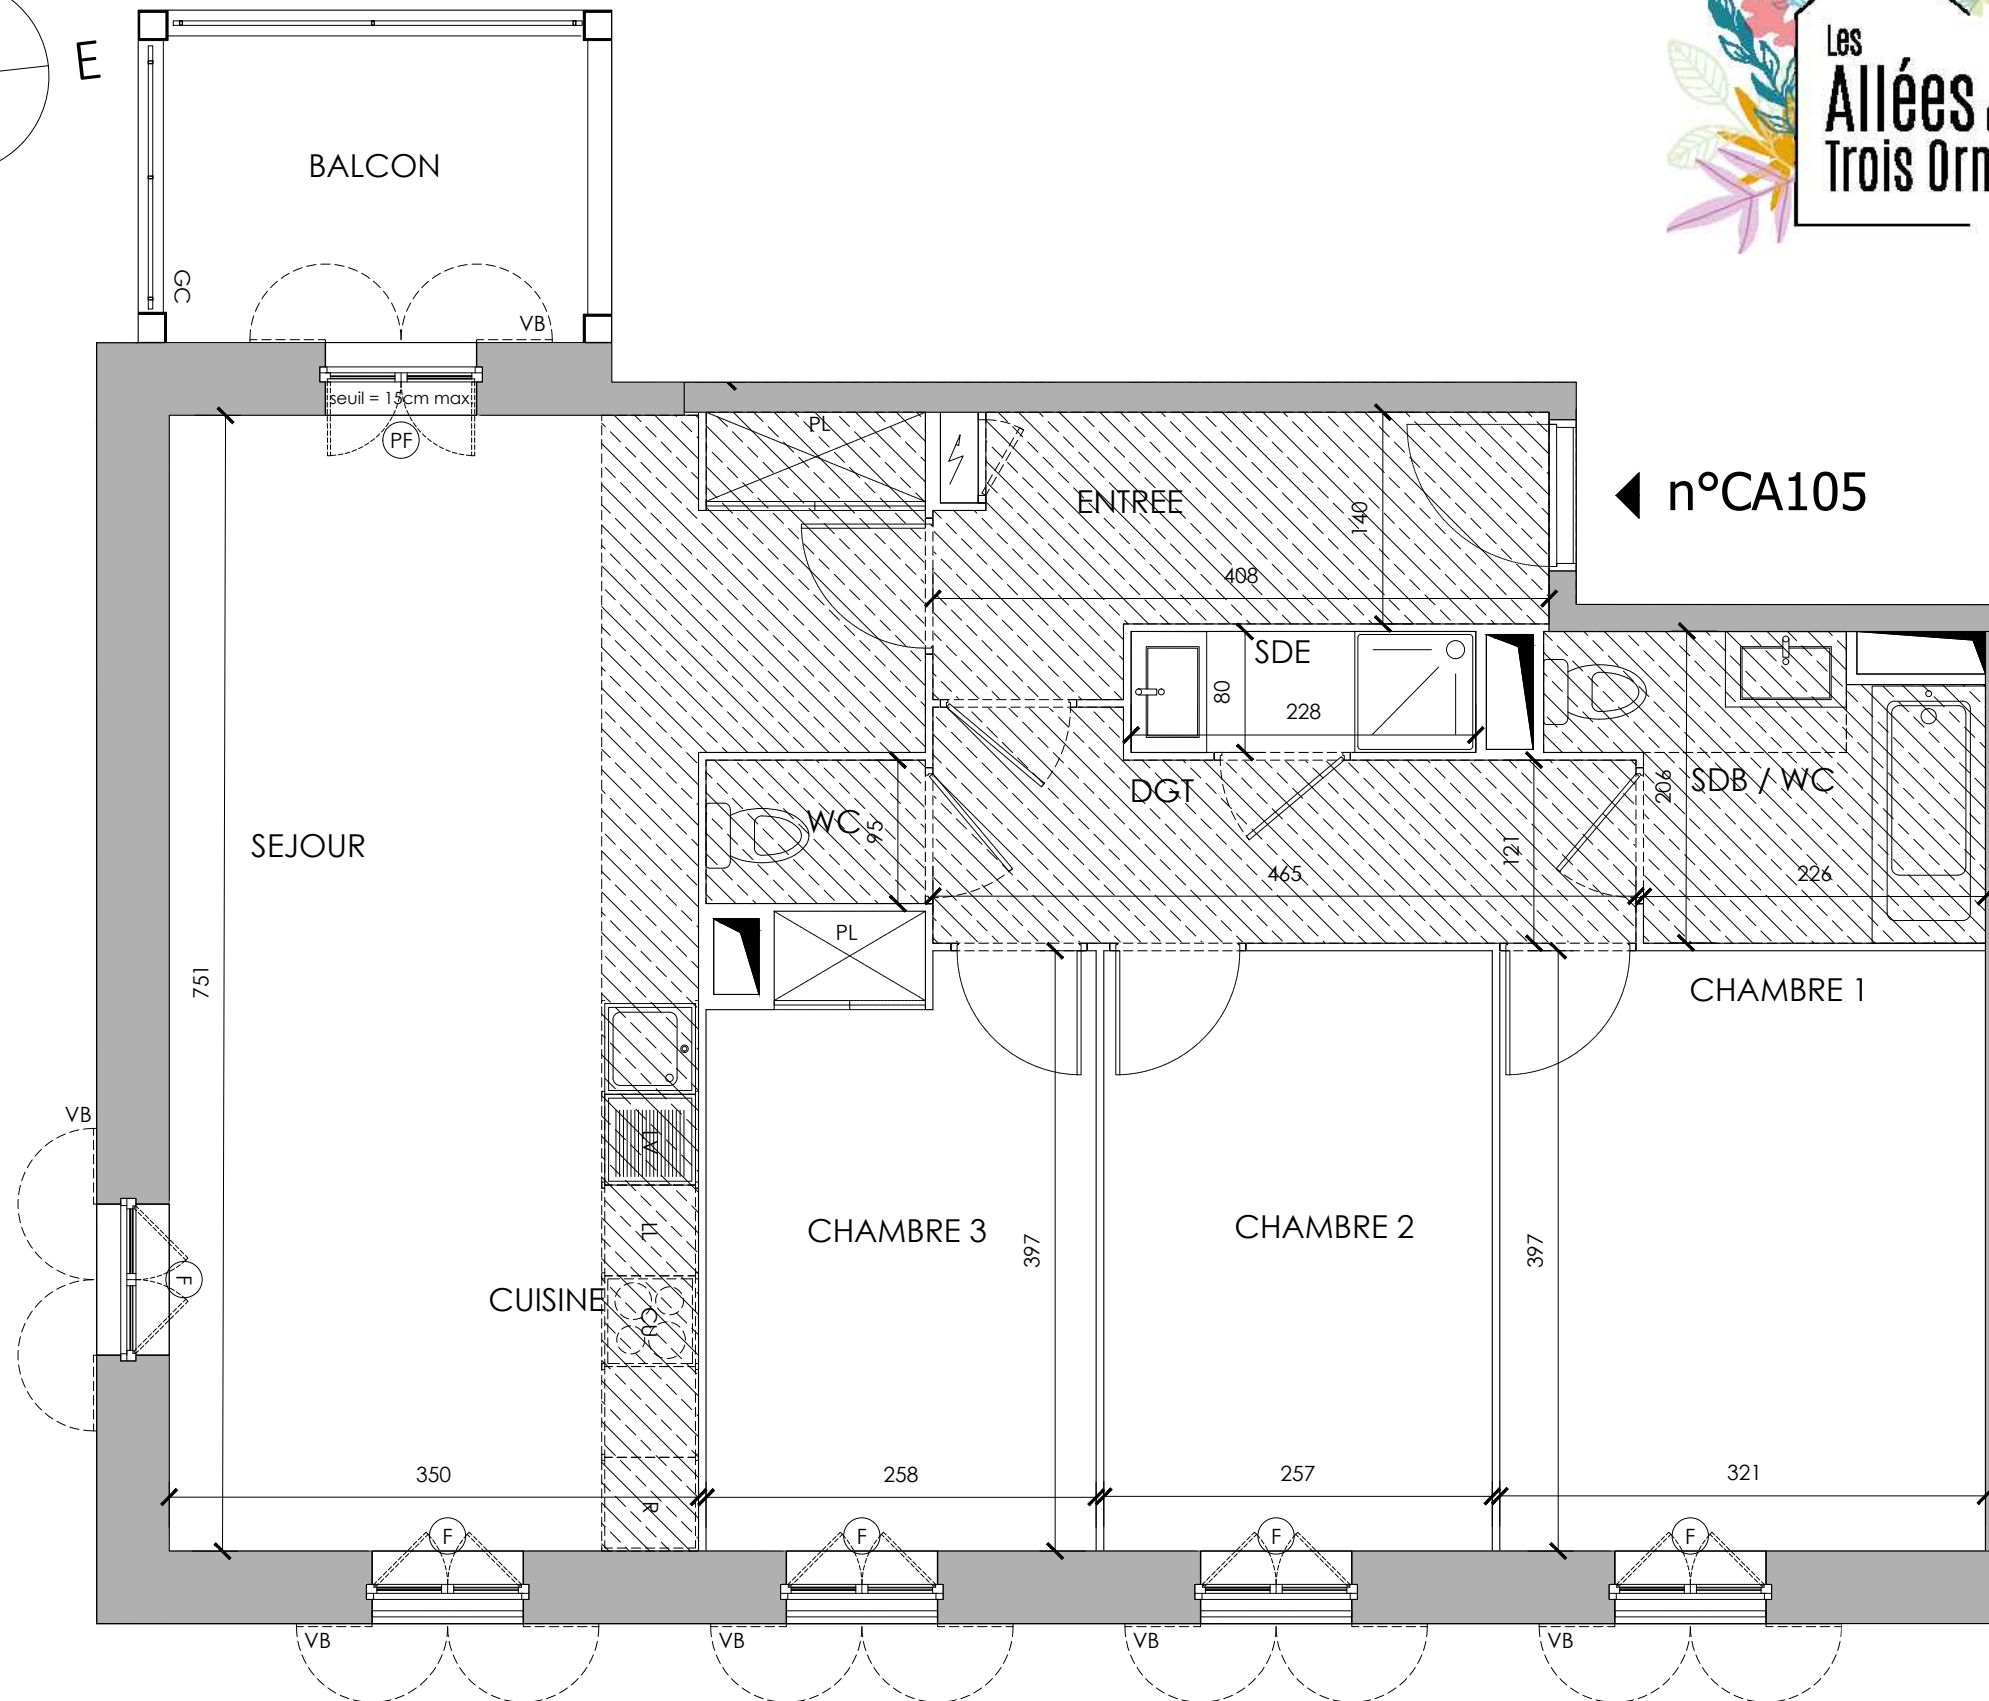 E
Les
Allées
Trois
BALCON
GC
VB
seuil = 15cm max
PF
PL
ENTREE
140
n°CA105
408
SDE
80
228
DGT
WC
95
206
SDB / WC
121
465
226
SEJOUR
PL
751
CHAMBRE 1
VB
LV
LL
CHAMBRE 3
397
CHAMBRE 2
397
F
CUISINE
CU
350
258
257
321
R
F
F
F
F
VB
VB
VB
VB